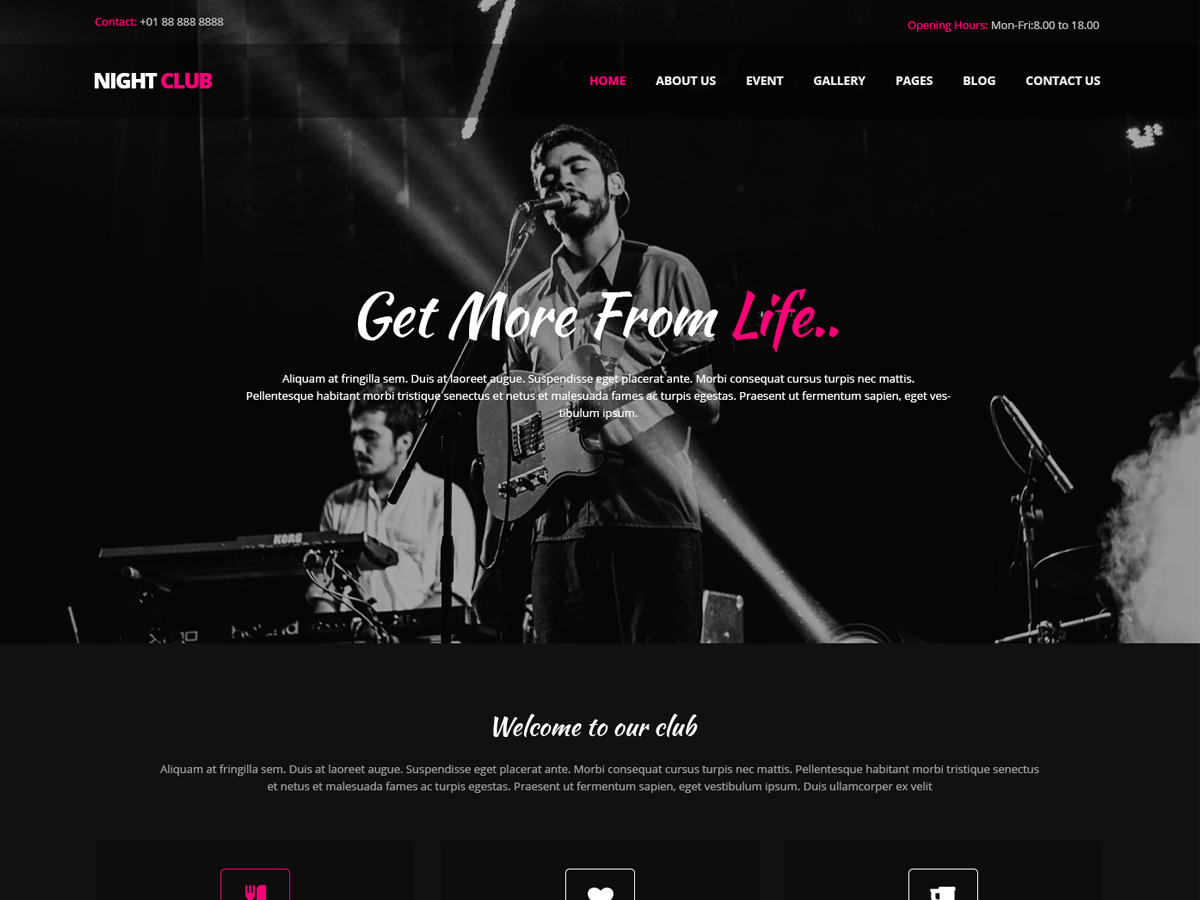 Contact: +01 88 888 8888
Opening Hours: Mon-Fri:8.00 to 18.00
NIGHT CLUB
HOME ABOUT US EVENT GALLERY PAGES BLOG CONTACT US
Get More From Life..
Aliquam at fringilla sem. Duis at laoreet augue. Suspendisse eget placerat ante. Morbi consequat cursus turpis nec mattis.
Pellentesque habitant morbi tristique senectus et netus et malesuada fames ac turpis egestas. Praesent ut fermentum sapien, eget ves-
tibulum ipsum.
KORG
Welcome to our club
Aliquam at fringilla sem. Duis at laoreet augue. Suspendisse eget placerat ante. Morbi consequat cursus turpis nec mattis. Pellentesque habitant morbi tristique senectus
et netus et malesuada fames ac turpis egestas. Praesent ut fermentum sapien, eget vestibulum ipsum. Duis ullamcorper ex velit